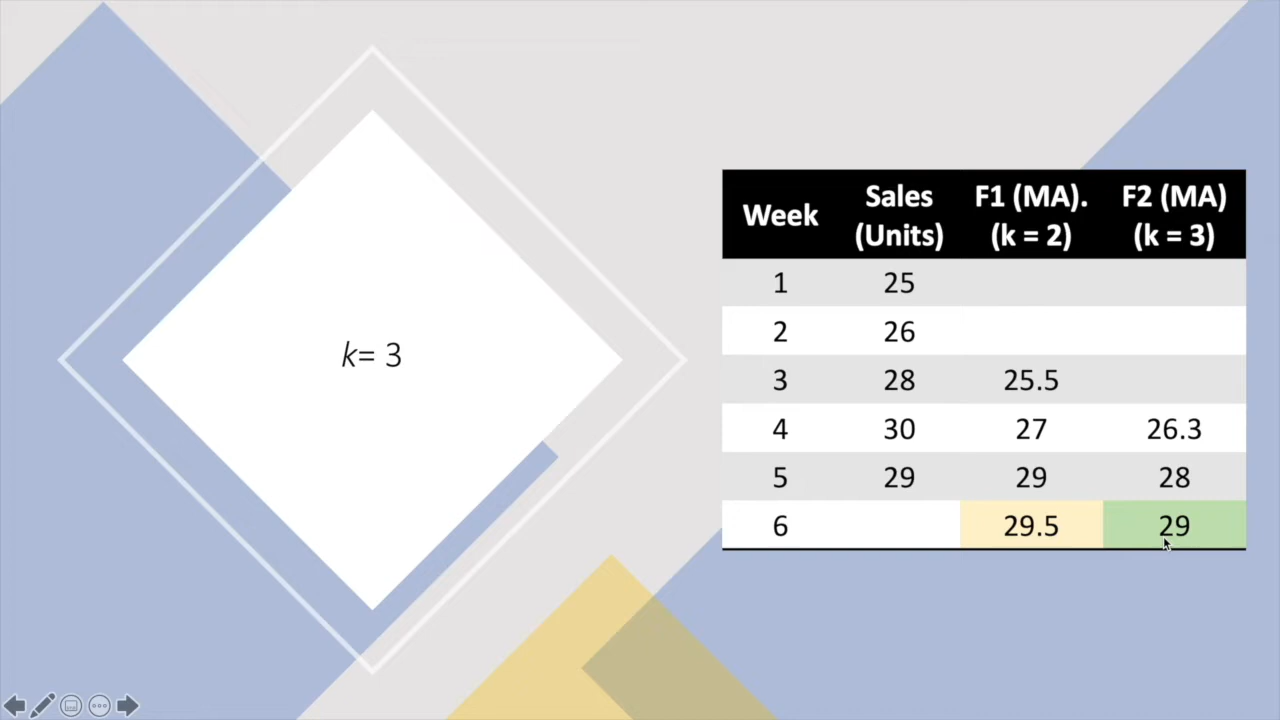 k= 3
Week Sales (Units) F1 (MA). (k = 2) F2 (MA) (k = 3)
1 25
2 26
3 28 25.5
4 30 27 26.3
5 29 29 28
6 29.5 29